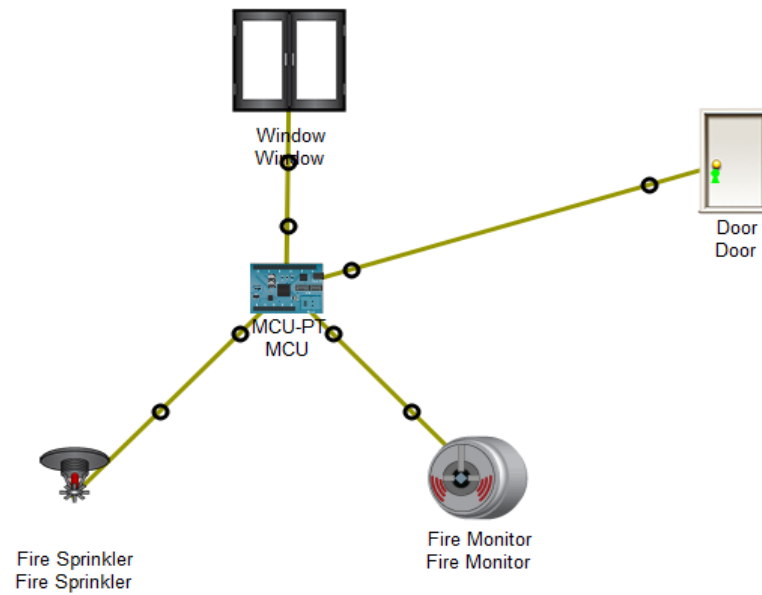 Window
Window
Door
Door
MCU-PT
MCU
Fire Monitor
Fire Monitor
Fire Sprinkler
Fire Sprinkler